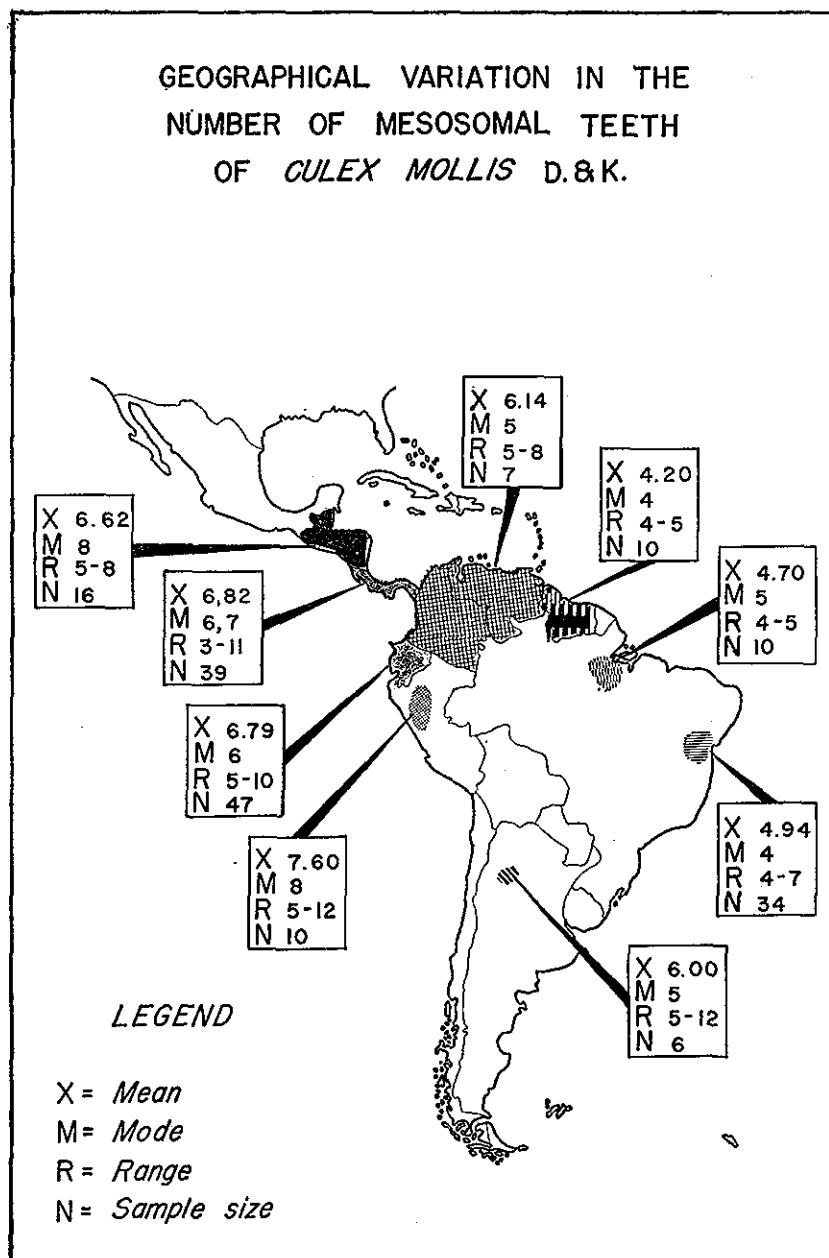 GEOGRAPHICAL VARIATION IN THE
NUMBER OF MESOSOMAL TEETH
OF CULEX MOLLIS D.&K.
X 6.14
M 5
R 5-8
N 7
X 4.20
M 4
R 4-5
N 10
X 6.62
M 8
R 5-8
N 16
X 4.70
M 5
R 4-5
N 10
X 6,82
M 6,7
R 3-11
N 39
X 6.79
M 6
R 5-10
N 47
X 4.94
M 4
R 4-7
N 34
X 7.60
M 8
R 5-12
N 10
X 6.00
M 5
R 5-12
N 6
LEGEND
X= Mean
M= Mode
R= Range
N= Sample size